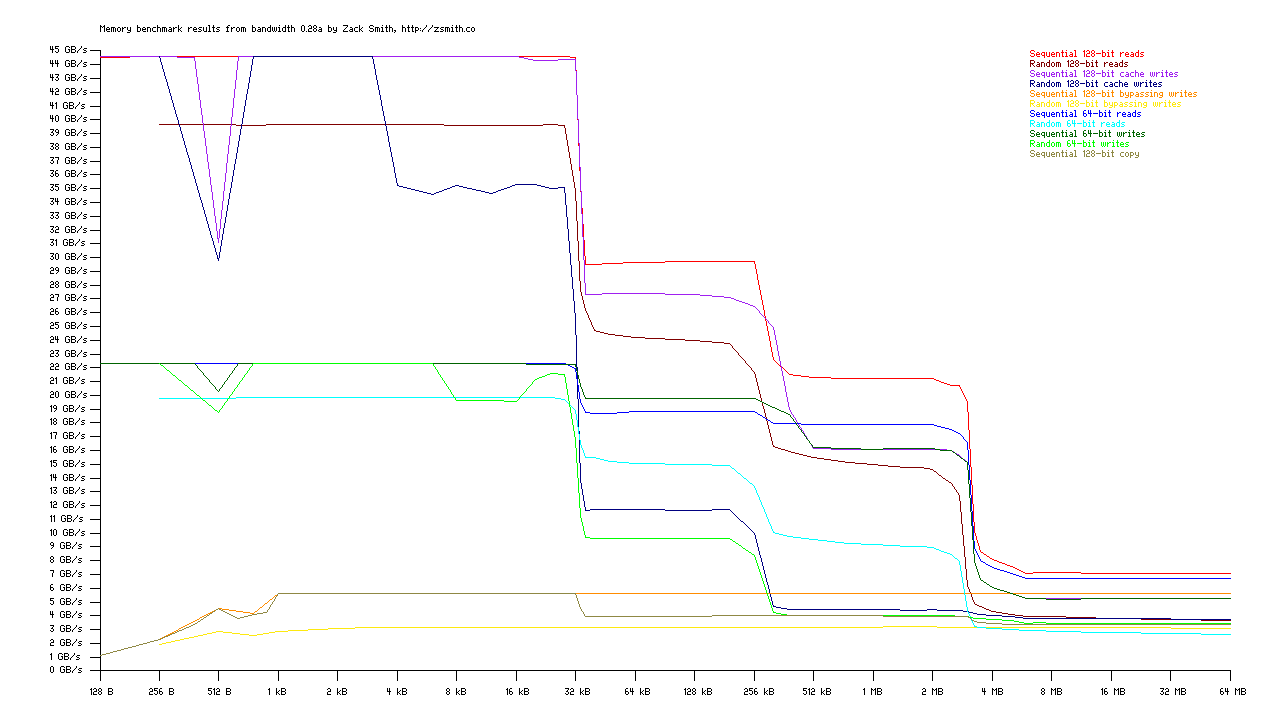 Memory benchmark results from bandwidth 0.28a by Zack Smith, http://zsmith.co
45 GB/s
44 GB/s
43 GB/s
42 GB/s
41 GB/s
40 GB/s
39 GB/s
38 GB/s
37 GB/s
36 GB/s
35 GB/s
34 GB/s
33 GB/s
32 GB/s
31 GB/s
30 GB/s
29 GB/s
28 GB/s
27 GB/s
26 GB/s
25 GB/s
24 GB/s
23 GB/s
22 GB/s
21 GB/s
20 GB/s
19 GB/s
18 GB/s
17 GB/s
16 GB/s
15 GB/s
14 GB/s
13 GB/s
12 GB/s
11 GB/s
10 GB/s
9 GB/s
8 GB/s
7 GB/s
6 GB/s
5 GB/s
4 GB/s
3 GB/s
2 GB/s
1 GB/s
0 GB/s
Sequential 128-bit reads
Random 128-bit reads
Sequential 128-bit cache writes
Random 128-bit cache writes
Sequential 128-bit bypassing writes
Random 128-bit bypassing writes
Sequential 64-bit reads
Random 64-bit reads
Sequential 64-bit writes
Random 64-bit writes
Sequential 128-bit copy
128 B 256 B 512 B 1 kB 2 kB 4 kB 8 kB 16 kB 32 kB 64 kB 128 kB 256 kB 512 kB 1 MB 2 MB 4 MB 8 MB 16 MB 32 MB 64 MB